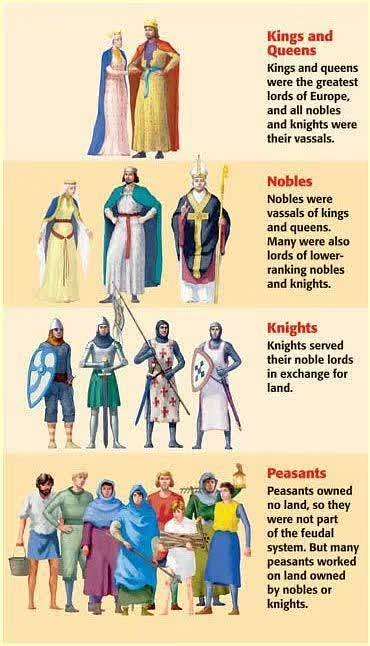 Kings and
Queens
Kings and queens
were the greatest
lords of Europe,
and all nobles
and knights were
their vassals.
Nobles
Nobles were
vassals of kings
and queens.
Many were also
lords of lower-
ranking nobles
and knights.
Knights
Knights served
their noble lords
in exchange for
land.
Peasants
Peasants owned
no land, so they
were not part
of the feudal
system. But many
peasants worked
on land owned
by nobles or
knights.